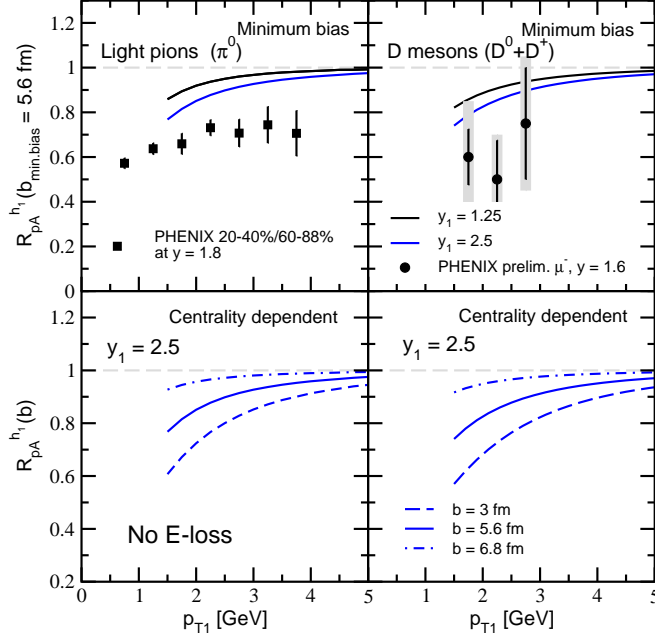 Minimum bias
Light pions (π⁰)
Minimum bias
D mesons (D⁰+D⁺)
R_pA^h₁(b_min.bias = 5.6 fm)
1.2
1
0.8
0.6
0.4
0.2
0
PHENIX 20-40%/60-88%
at y = 1.8
y₁ = 1.25
y₁ = 2.5
PHENIX prelim. μ⁻, y = 1.6
Centrality dependent
y₁ = 2.5
Centrality dependent
y₁ = 2.5
R_pA^h₁(b)
1.2
1
0.8
0.6
0.4
0.2
No E-loss
b = 3 fm
b = 5.6 fm
b = 6.8 fm
0 1 2 3 4 5
0 1 2 3 4 5
p_T1 [GeV]
p_T1 [GeV]